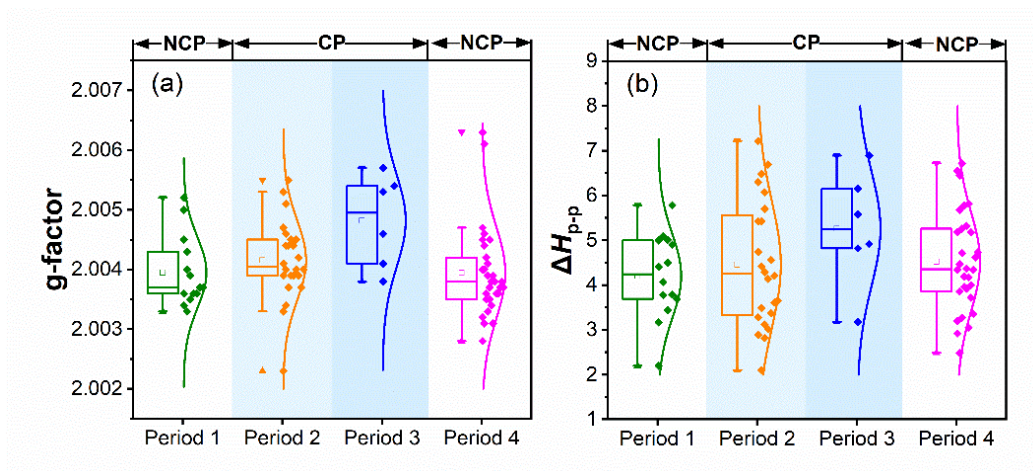 NCP CP NCP
(a)
g-factor
2.007
2.006
2.005
2.004
2.003
2.002
Period 1 Period 2 Period 3 Period 4
NCP CP NCP
(b)
ΔHp-p
9
8
7
6
5
4
3
2
1
Period 1 Period 2 Period 3 Period 4